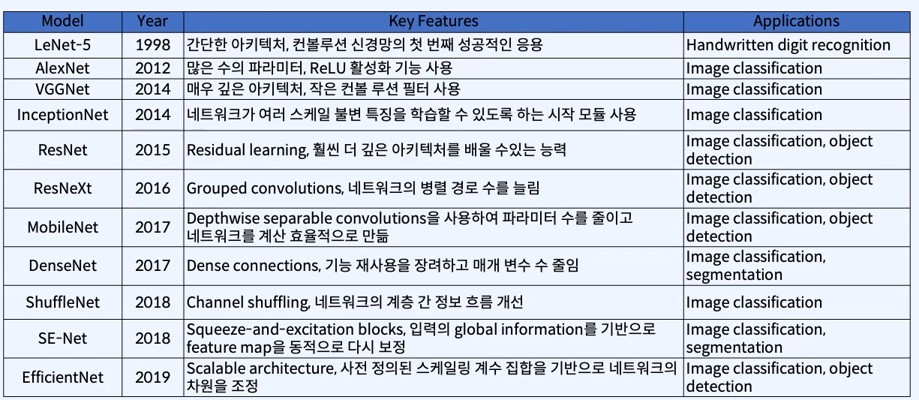 Model Year Key Features Applications
LeNet-5 1998 간단한 아키텍처, 컨볼루션 신경망의 첫 번째 성공적인 응용 Handwritten digit recognition
AlexNet 2012 많은 수의 파라미터, ReLU 활성화 기능 사용 Image classification
VGGNet 2014 매우 깊은 아키텍처, 작은 컨볼 루션 필터 사용 Image classification
InceptionNet 2014 네트워크가 여러 스케일 불변 특징을 학습할 수 있도록 하는 시작 모듈 사용 Image classification
ResNet 2015 Residual learning, 훨씬 더 깊은 아키텍처를 배울 수있는 능력 Image classification, object
detection
ResNeXt 2016 Grouped convolutions, 네트워크의 병렬 경로 수를 늘림 Image classification, object
detection
MobileNet 2017 Depthwise separable convolutions을 사용하여 파라미터 수를 줄이고
네트워크를 계산 효율적으로 만듦 Image classification, object
detection
DenseNet 2017 Dense connections, 기능 재사용을 장려하고 매개 변수 수 줄임 Image classification,
segmentation
ShuffleNet 2018 Channel shuffling, 네트워크의 계층 간 정보 흐름 개선 Image classification
SE-Net 2018 Squeeze-and-excitation blocks, 입력의 global information를 기반으로
feature map을 동적으로 다시 보정 Image classification,
segmentation
EfficientNet 2019 Scalable architecture, 사전 정의된 스케일링 계수 집합을 기반으로 네트워크의
차원을 조정 Image classification, object
detection